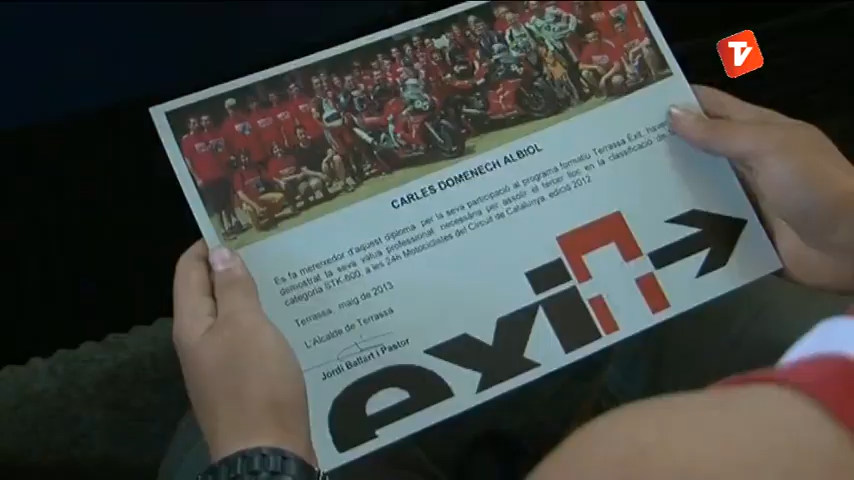 TV
CARLES DOMENECH ALBIOL
Es fa mereixedor d'aquest diploma per la seva participació al programa formatiu Terrassa Exit, havent
demostrat la seva vàlua professional necessària per assolir el tercer lloc en la classificació de la
categoria STK-600, a les 24h Motociclistes del Circuit de Catalunya, edició 2012
Terrassa, maig de 2013
L'Alcalde de Terrassa
Jordi Ballart i Pastor
exit